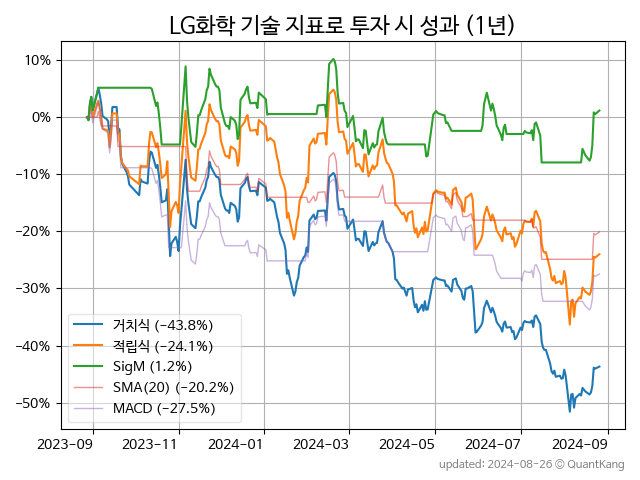 LG화학 기술 지표로 투자 시 성과 (1년)
10%
0%
−10%
−20%
−30%
−40%
−50%
거치식 (−43.8%)
적립식 (−24.1%)
SigM (1.2%)
SMA(20) (−20.2%)
MACD (−27.5%)
2023-09 2023-11 2024-01 2024-03 2024-05 2024-07 2024-09
updated: 2024-08-26 © QuantKang